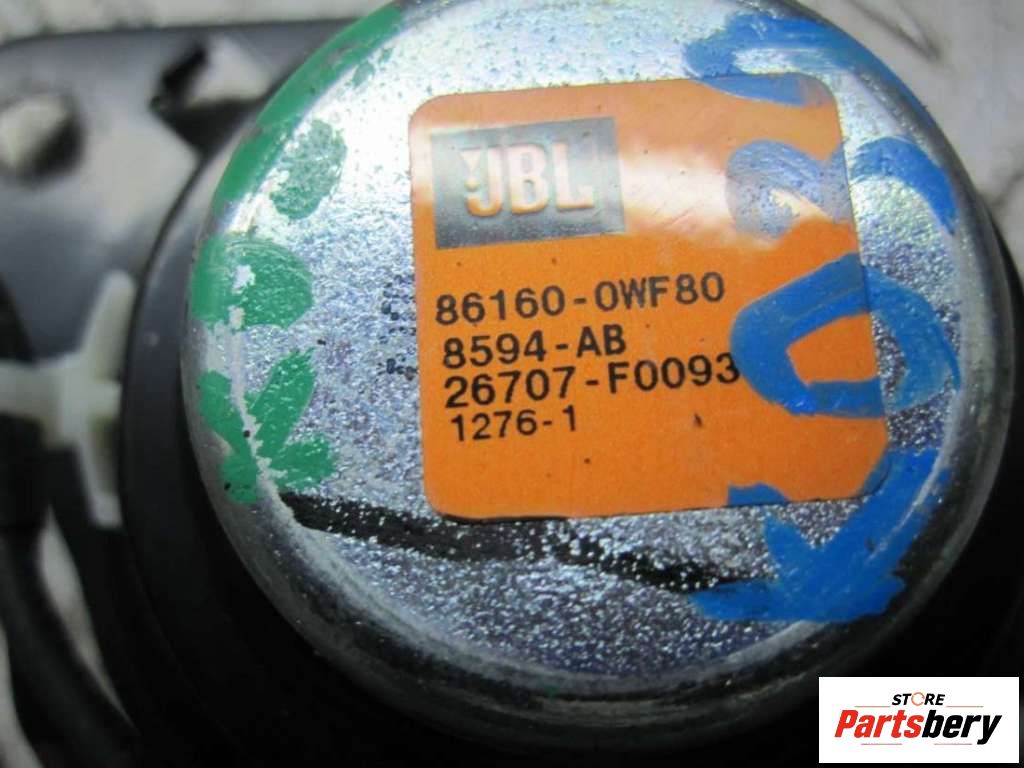 JBL
86160-0WF80
8594-AB
26707-F0093
1276-1
STORE
Partsbery